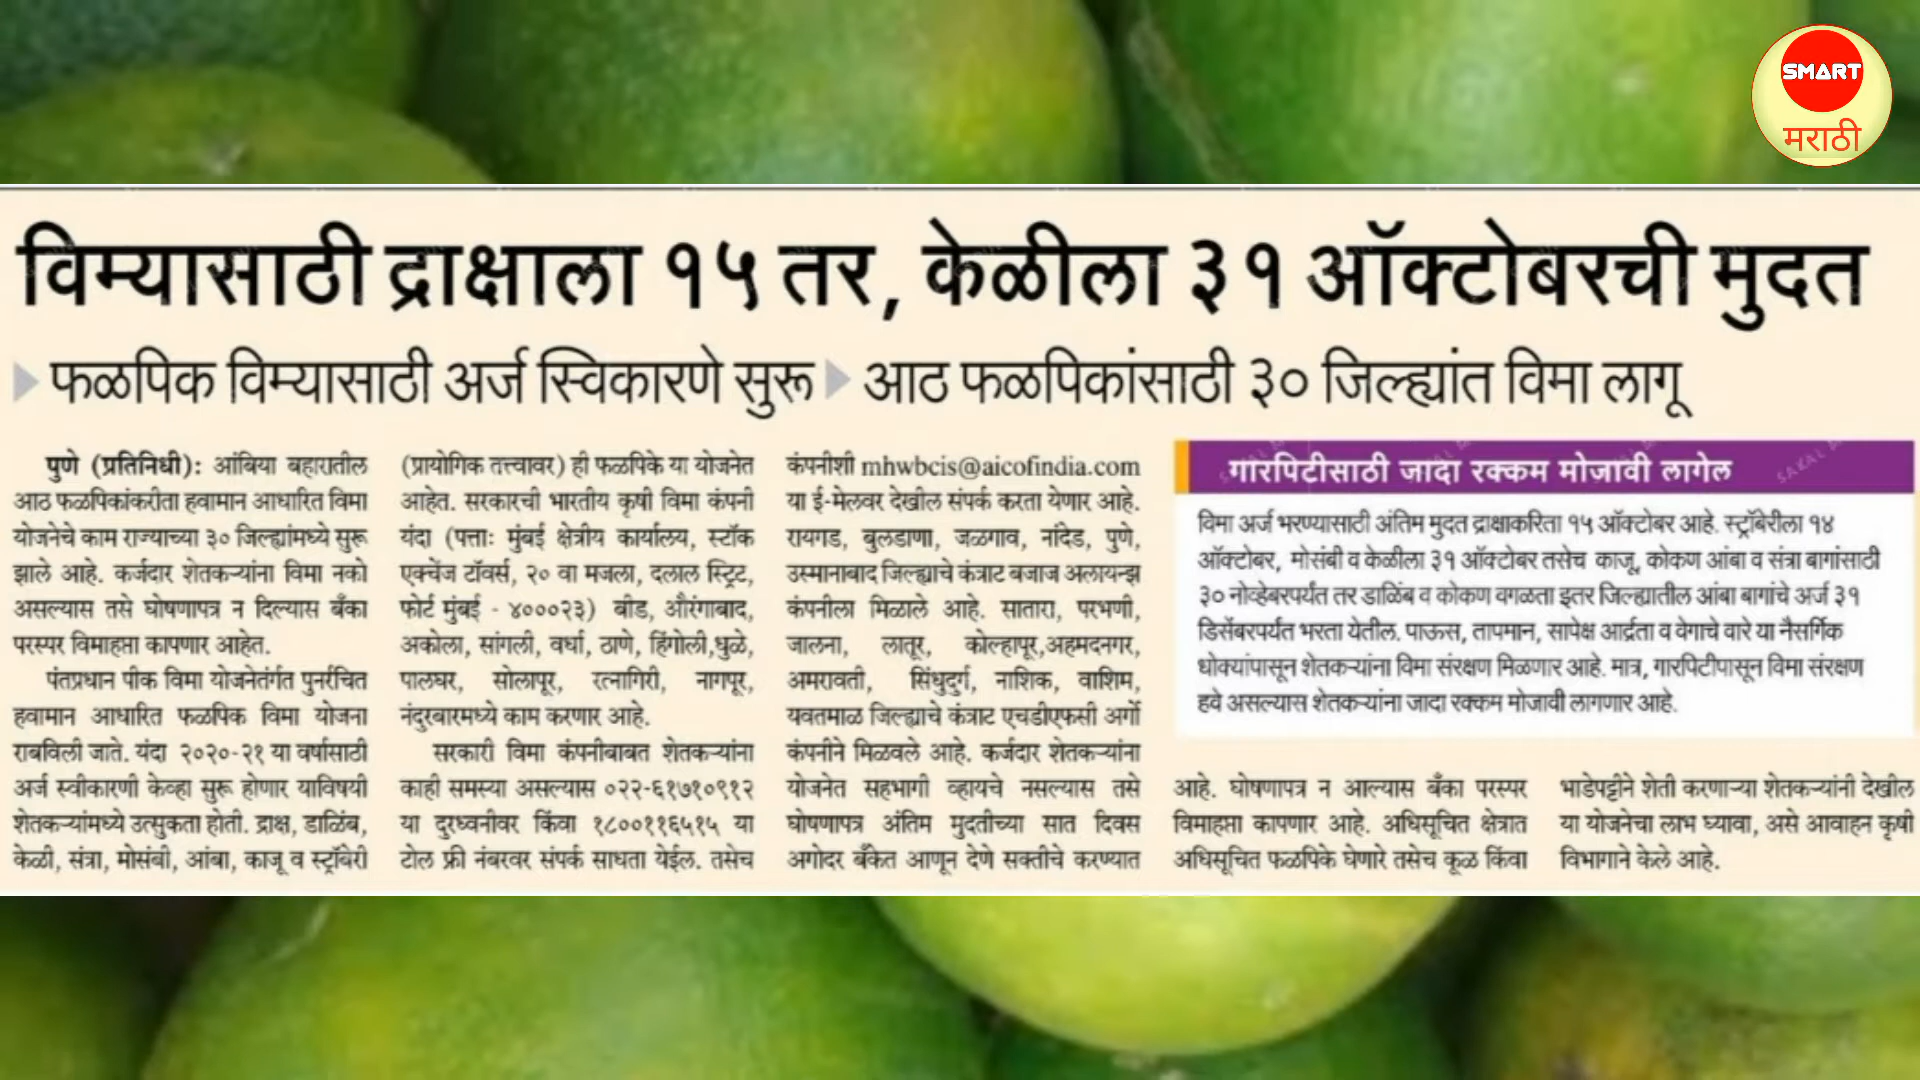 SMART
मराठी
विम्यासाठी द्राक्षाला १५ तर, केळीला ३१ ऑक्टोबरची मुदत
फळपिक विम्यासाठी अर्ज स्विकारणे सुरू आठ फळपिकांसाठी ३० जिल्ह्यांत विमा लागू
पुणे (प्रतिनिधी): आंबिया बहारातील
आठ फळपिकांकरीता हवामान आधारित विमा
योजनेचे काम राज्याच्या ३० जिल्ह्यांमध्ये सुरू
झाले आहे. कर्जदार शेतकऱ्यांना विमा नको
असल्यास तसे घोषणापत्र न दिल्यास बँका
परस्पर विमाहप्ता कापणार आहेत.
पंतप्रधान पीक विमा योजनेतंर्गत पुनर्रचित
हवामान आधारित फळपिक विमा योजना
राबविली जाते. यंदा २०२०-२१ या वर्षासाठी
अर्ज स्वीकारणी केव्हा सुरू होणार याविषयी
शेतकऱ्यांमध्ये उत्सुकता होती. द्राक्ष, डाळिंब,
केळी, संत्रा, मोसंबी, आंबा, काजू व स्ट्रॉबेरी
(प्रायोगिक तत्त्वावर) ही फळपिके या योजनेत
आहेत. सरकारची भारतीय कृषी विमा कंपनी
यंदा (पत्ताः मुंबई क्षेत्रीय कार्यालय, स्टॉक
एक्चेंज टॉवर्स, २० वा मजला, दलाल स्ट्रिट,
फोर्ट मुंबई - ४०००२३) बीड, औरंगाबाद,
अकोला, सांगली, वर्धा, ठाणे, हिंगोली,धुळे,
पालघर, सोलापूर, रत्नागिरी, नागपूर,
नंदुरबारमध्ये काम करणार आहे.
सरकारी विमा कंपनीबाबत शेतकऱ्यांना
काही समस्या असल्यास ०२२-६१७१०९१२
या दुरध्वनीवर किंवा १८००११६५१५ या
टोल फ्री नंबरवर संपर्क साधता येईल. तसेच
कंपनीशी mhwbcis@aicofindia.com
या ई-मेलवर देखील संपर्क करता येणार आहे.
रायगड, बुलडाणा, जळगाव, नांदेड, पुणे,
उस्मानाबाद जिल्ह्याचे कंत्राट बजाज अलायन्झ
कंपनीला मिळाले आहे. सातारा, परभणी,
जालना, लातूर, कोल्हापूर,अहमदनगर,
अमरावती, सिंधुदुर्ग, नाशिक, वाशिम,
यवतमाळ जिल्ह्याचे कंत्राट एचडीएफसी अर्गो
कंपनीने मिळवले आहे. कर्जदार शेतकऱ्यांना
योजनेत सहभागी व्हायचे नसल्यास तसे
घोषणापत्र अंतिम मुदतीच्या सात दिवस
अगोदर बँकेत आणून देणे सक्तीचे करण्यात
गारपिटीसाठी जादा रक्कम मोजावी लागेल
विमा अर्ज भरण्यासाठी अंतिम मुदत द्राक्षाकरिता १५ ऑक्टोबर आहे. स्ट्रॉबेरीला १४
ऑक्टोबर, मोसंबी व केळीला ३१ ऑक्टोबर तसेच काजू, कोकण आंबा व संत्रा बागांसाठी
३० नोव्हेबरपर्यंत तर डाळिंब व कोकण वगळता इतर जिल्ह्यातील आंबा बागांचे अर्ज ३१
डिसेंबरपर्यंत भरता येतील. पाऊस, तापमान, सापेक्ष आर्द्रता व वेगाचे वारे या नैसर्गिक
धोक्यांपासून शेतकऱ्यांना विमा संरक्षण मिळणार आहे. मात्र, गारपिटीपासून विमा संरक्षण
हवे असल्यास शेतकऱ्यांना जादा रक्कम मोजावी लागणार आहे.
आहे. घोषणापत्र न आल्यास बँका परस्पर
विमाहप्ता कापणार आहे. अधिसूचित क्षेत्रात
अधिसूचित फळपिके घेणारे तसेच कूळ किंवा
भाडेपट्टीने शेती करणाऱ्या शेतकऱ्यांनी देखील
या योजनेचा लाभ घ्यावा, असे आवाहन कृषी
विभागाने केले आहे.